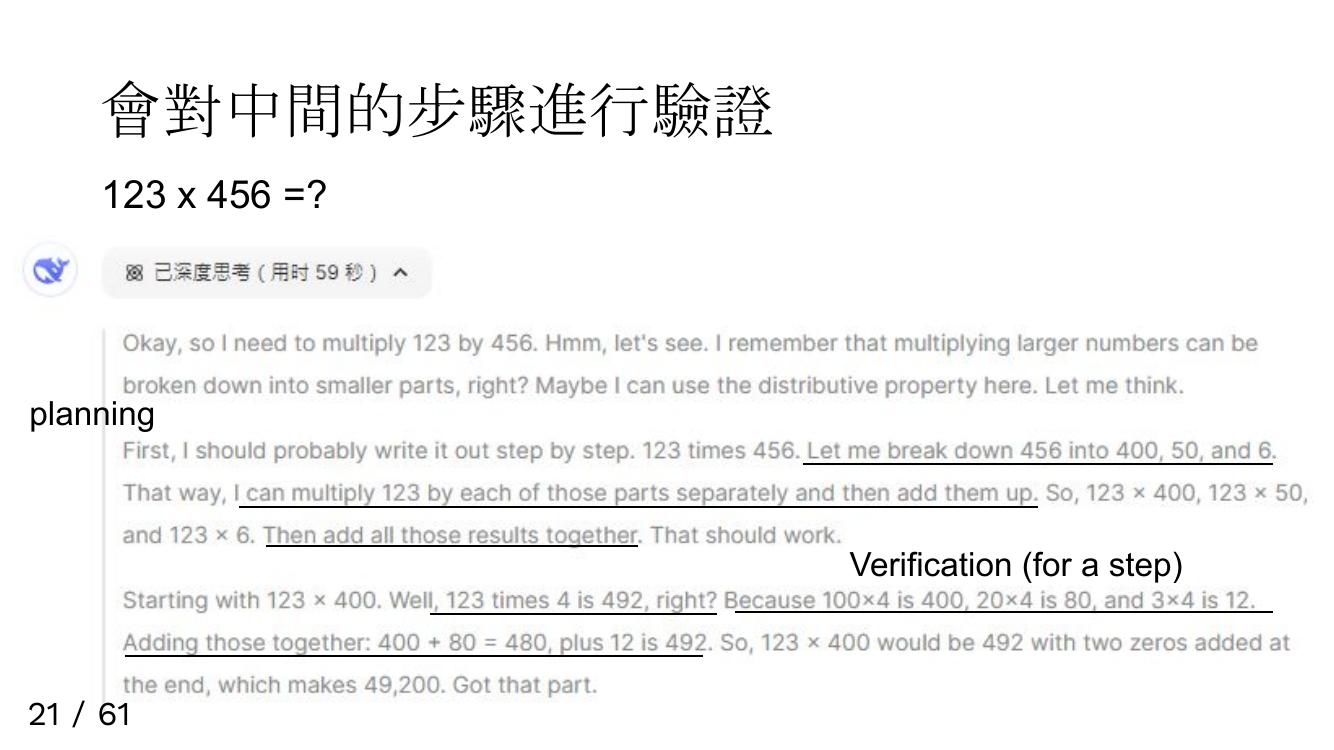 會對中間的步驟進行驗證
123 x 456 =?
已深度思考 ( 用时 59 秒 )
Okay, so I need to multiply 123 by 456. Hmm, let's see. I remember that multiplying larger numbers can be
broken down into smaller parts, right? Maybe I can use the distributive property here. Let me think.
planning
First, I should probably write it out step by step. 123 times 456. Let me break down 456 into 400, 50, and 6.
That way, I can multiply 123 by each of those parts separately and then add them up. So, 123 × 400, 123 × 50,
and 123 × 6. Then add all those results together. That should work.
Verification (for a step)
Starting with 123 × 400. Well, 123 times 4 is 492, right? Because 100×4 is 400, 20×4 is 80, and 3×4 is 12.
Adding those together: 400 + 80 = 480, plus 12 is 492. So, 123 × 400 would be 492 with two zeros added at
the end, which makes 49,200. Got that part.
21 / 61